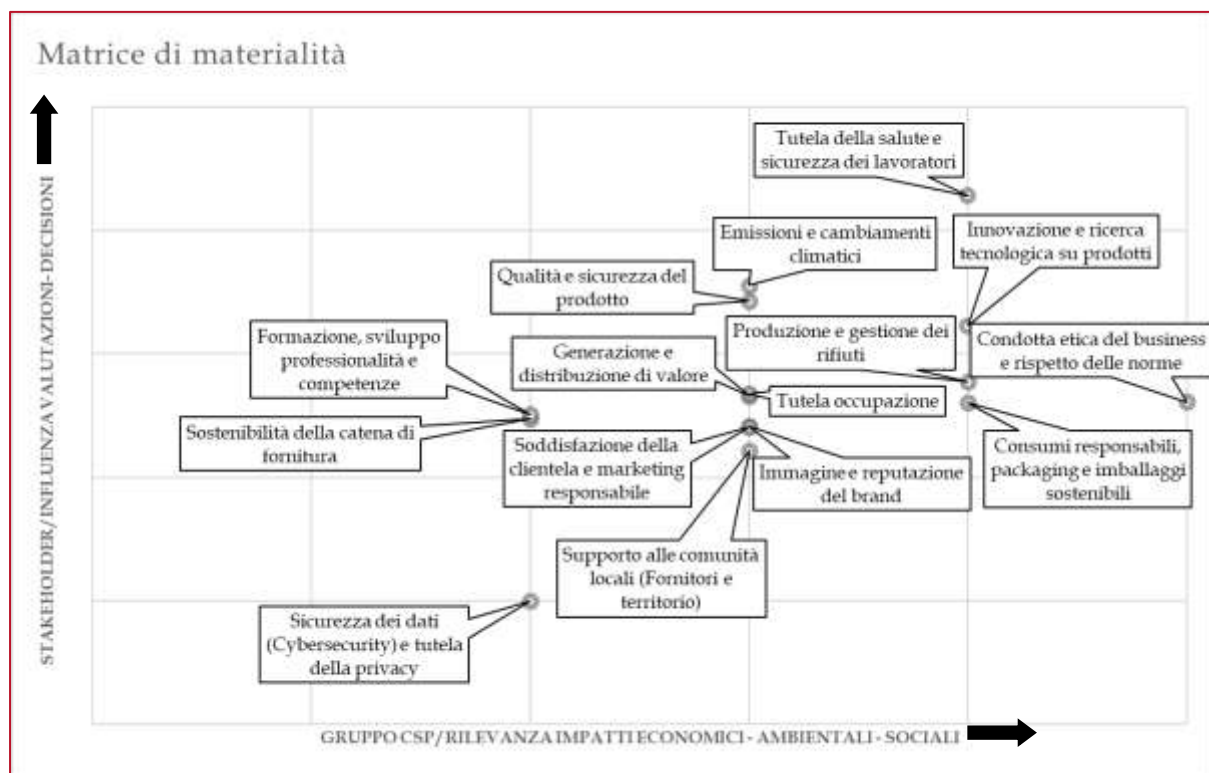 Matrice di materialità
STAKEHOLDER/INFLUENZA VALUTAZIONI-DECISIONI
Tutela della salute e
sicurezza dei lavoratori
Emissioni e cambiamenti
climatici
Innovazione e ricerca
tecnologica su prodotti
Qualità e sicurezza del
prodotto
Formazione, sviluppo
professionalità e
competenze
Generazione e
distribuzione di valore
Produzione e gestione dei
rifiuti
Condotta etica del business
e rispetto delle norme
Tutela occupazione
Sostenibilità della catena di
fornitura
Soddisfazione della
clientela e marketing
responsabile
Immagine e reputazione
del brand
Consumi responsabili,
packaging e imballaggi
sostenibili
Supporto alle comunità
locali (Fornitori e
territorio)
Sicurezza dei dati
(Cybersecurity) e tutela
della privacy
GRUPPO CSP/RILEVANZA IMPATTI ECONOMICI - AMBIENTALI - SOCIALI